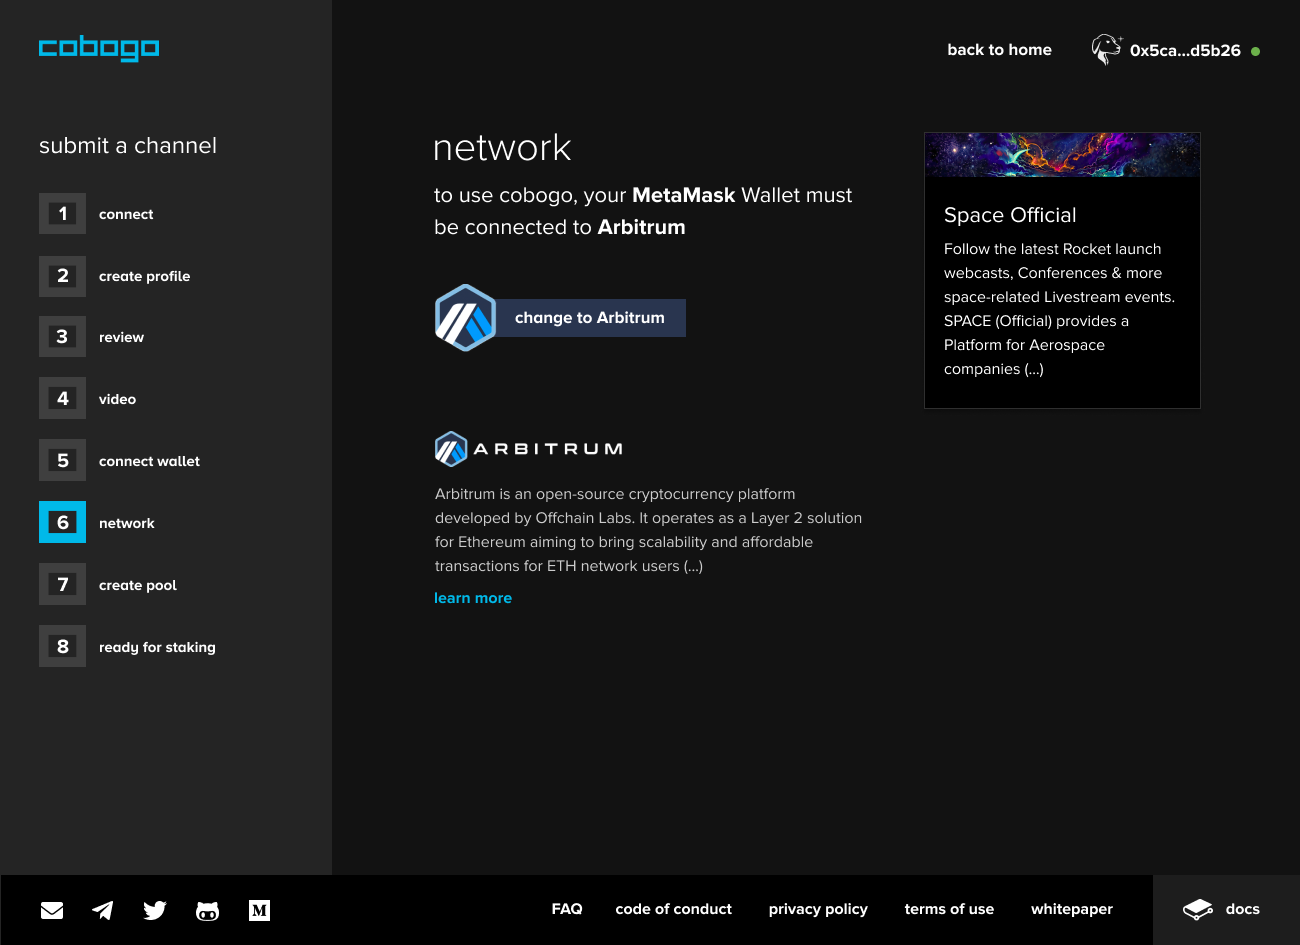 cobogo
back to home
0x5ca...d5b26
submit a channel
1 connect
2 create profile
3 review
4 video
5 connect wallet
6 network
7 create pool
8 ready for staking
network
to use cobogo, your MetaMask Wallet must
be connected to Arbitrum
change to Arbitrum
ARBITRUM
Arbitrum is an open-source cryptocurrency platform
developed by Offchain Labs. It operates as a Layer 2 solution
for Ethereum aiming to bring scalability and affordable
transactions for ETH network users (...)
learn more
Space Official
Follow the latest Rocket launch
webcasts, Conferences & more
space-related Livestream events.
SPACE (Official) provides a
Platform for Aerospace
companies (...)
M
FAQ
code of conduct
privacy policy
terms of use
whitepaper
docs